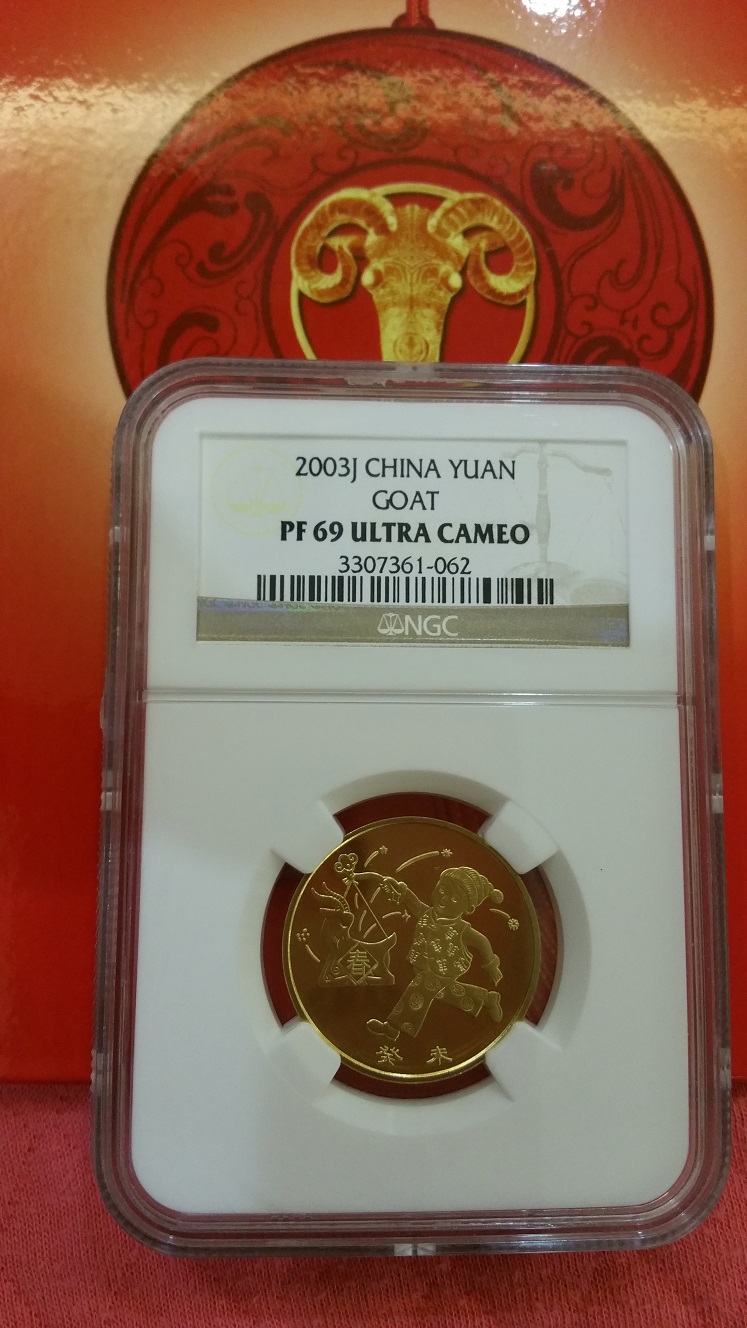 2003J CHINA YUAN
GOAT
PF 69 ULTRA CAMEO
3307361-062
NGC
春
癸未